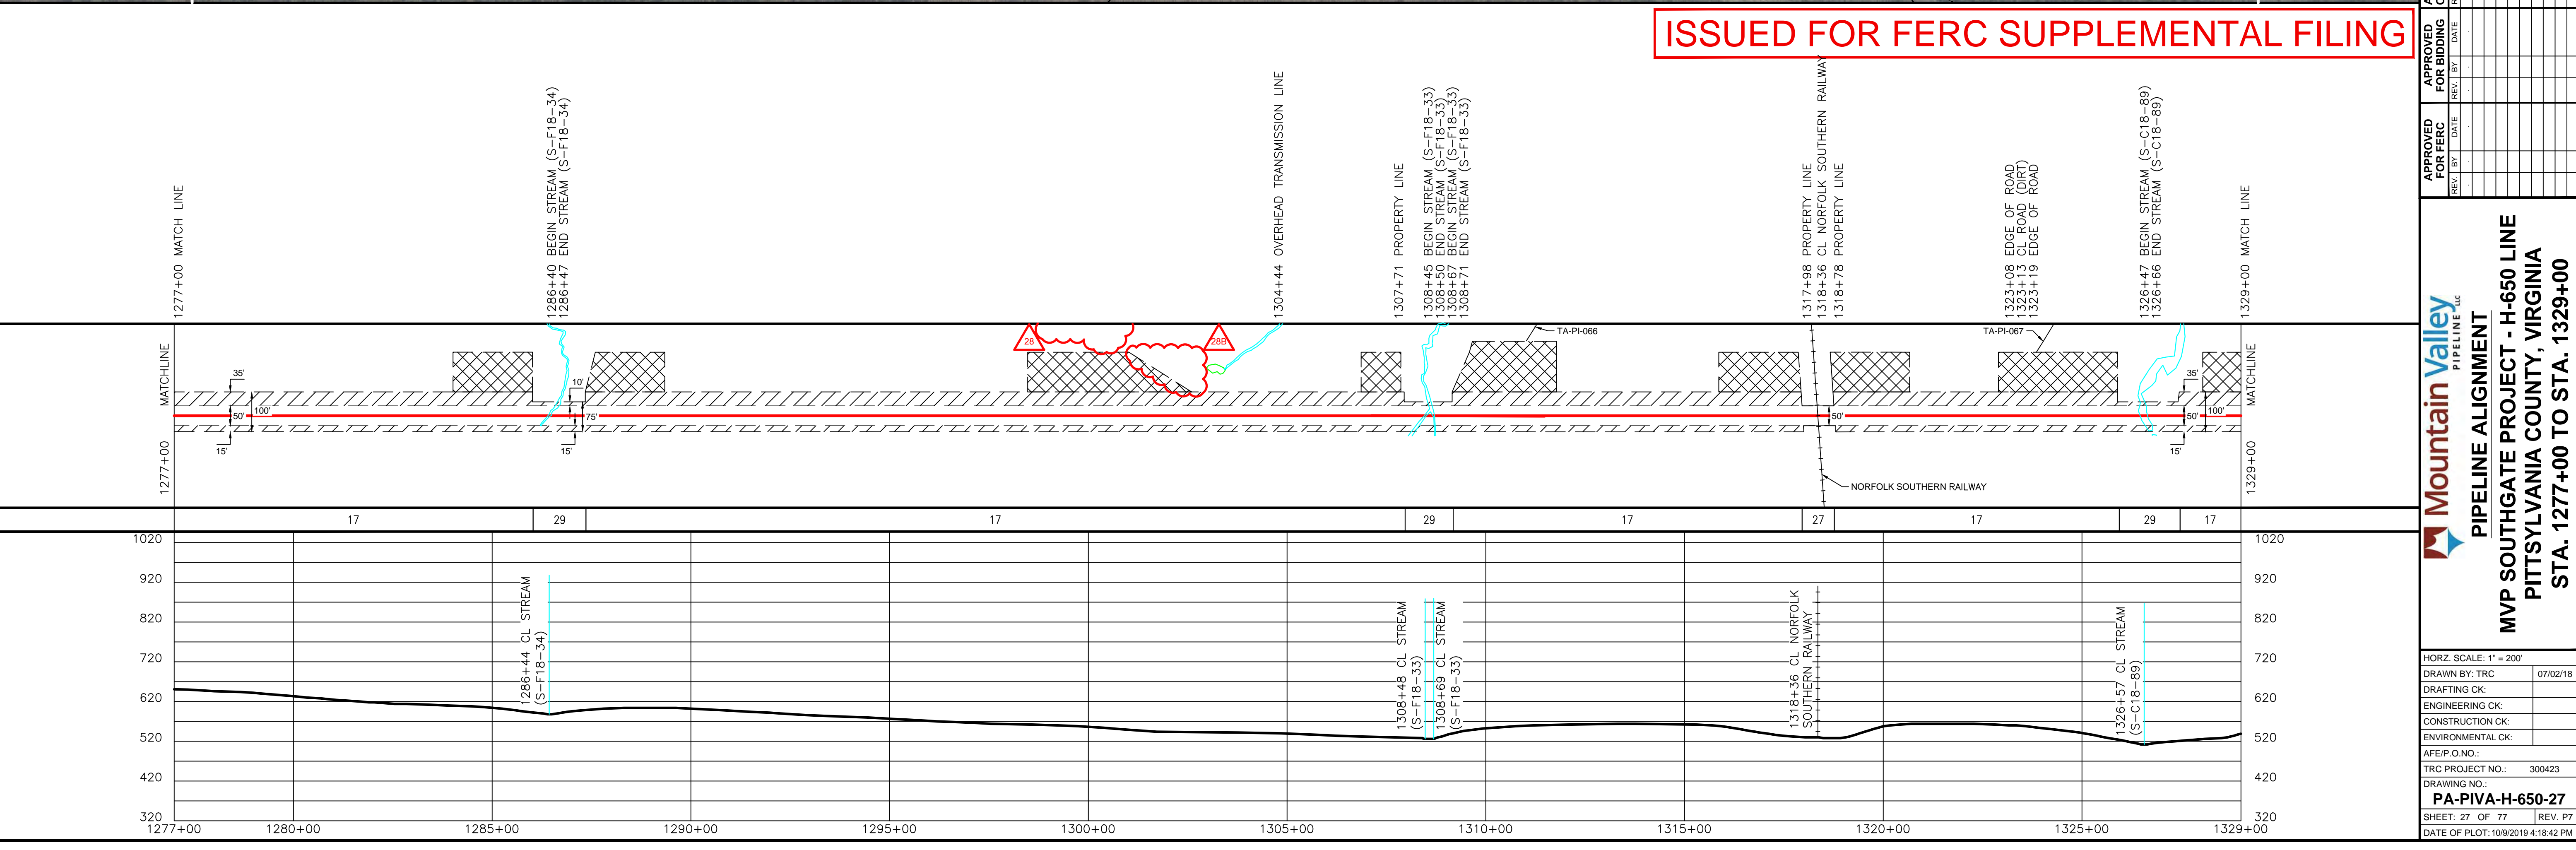 ISSUED FOR FERC SUPPLEMENTAL FILING
1277+00 MATCH LINE
1286+40 BEGIN STREAM (S-F18-34)
1286+47 END STREAM (S-F18-34)
1304+44 OVERHEAD TRANSMISSION LINE
1307+71 PROPERTY LINE
1308+45 BEGIN STREAM (S-F18-33)
1308+50 END STREAM (S-F18-33)
1308+67 BEGIN STREAM (S-F18-33)
1308+71 END STREAM (S-F18-33)
1317+98 PROPERTY LINE
1318+36 CL NORFOLK SOUTHERN RAILWAY
1318+78 PROPERTY LINE
1323+08 EDGE OF ROAD
1323+13 CL ROAD (DIRT)
1323+19 EDGE OF ROAD
1326+47 BEGIN STREAM (S-C18-89)
1326+66 END STREAM (S-C18-89)
1329+00 MATCH LINE
MATCHLINE
1277+00
35'
50'
100'
15'
10'
75'
15'
28
28B
TA-PI-066
50'
NORFOLK SOUTHERN RAILWAY
TA-PI-067
35'
50'
100'
15'
MATCHLINE
1329+00
17 29 17 29 17 27 17 29 17
1020 1020
920 920
820 820
720 720
620 620
520 520
420 420
320 320
1286+44 CL STREAM
(S-F18-34)
1308+48 CL STREAM
(S-F18-33)
1308+69 CL STREAM
(S-F18-33)
1318+36 CL NORFOLK
SOUTHERN RAILWAY
1326+57 CL STREAM
(S-C18-89)
1277+00 1280+00 1285+00 1290+00 1295+00 1300+00 1305+00 1310+00 1315+00 1320+00 1325+00 1329+00
APPROVED
FOR BIDDING
REV. BY DATE
APPROVED
FOR FERC
REV. BY DATE
Mountain Valley
PIPELINE LLC
PIPELINE ALIGNMENT
MVP SOUTHGATE PROJECT - H-650 LINE
PITTSYLVANIA COUNTY, VIRGINIA
STA. 1277+00 TO STA. 1329+00
HORZ. SCALE: 1" = 200'
DRAWN BY: TRC 07/02/18
DRAFTING CK:
ENGINEERING CK:
CONSTRUCTION CK:
ENVIRONMENTAL CK:
AFE/P.O.NO.:
TRC PROJECT NO.: 300423
DRAWING NO.:
PA-PIVA-H-650-27
SHEET: 27 OF 77 REV. P7
DATE OF PLOT: 10/9/2019 4:18:42 PM